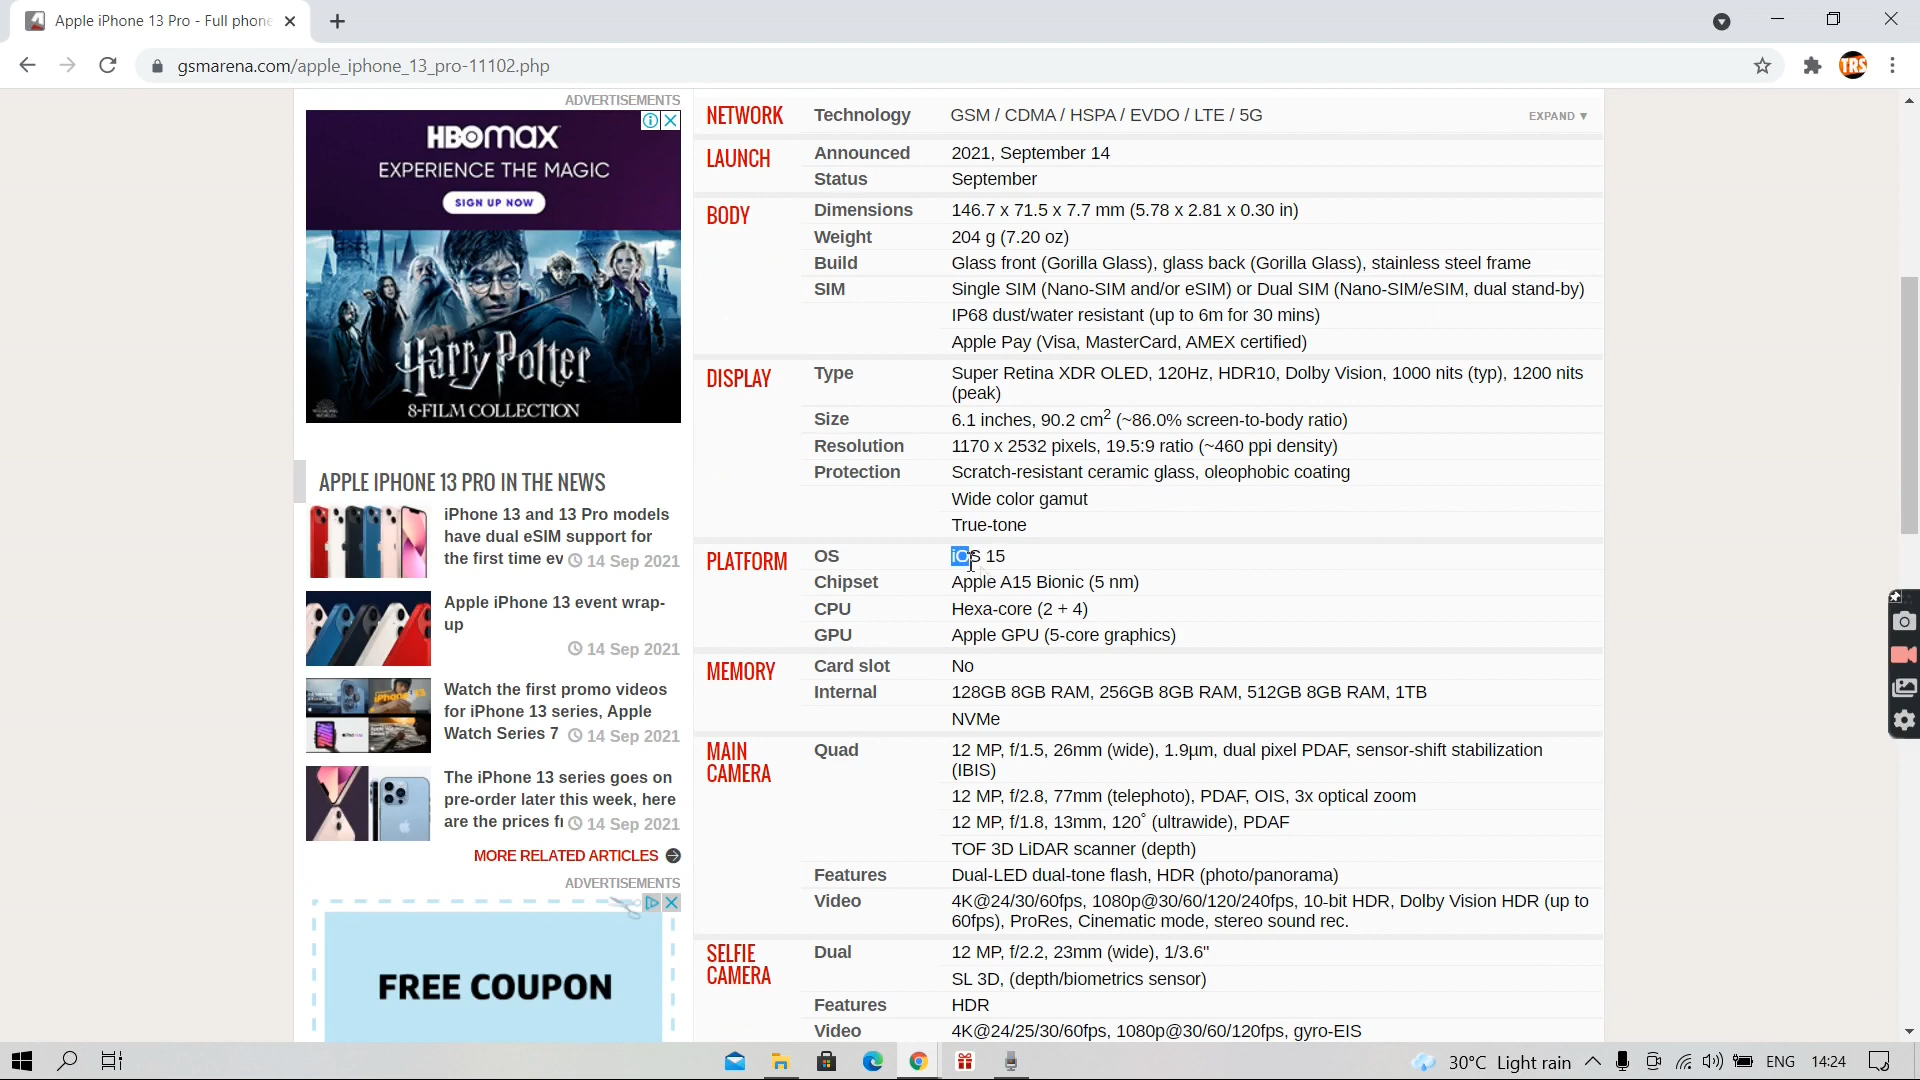 Apple iPhone 13 Pro - Full phone
gsmarena.com/apple_iphone_13_pro-11102.php
TRS
ADVERTISEMENTS
HBOmax
EXPERIENCE THE MAGIC
SIGN UP NOW
Harry Potter
8-FILM COLLECTION
APPLE IPHONE 13 PRO IN THE NEWS
iPhone 13 and 13 Pro models
have dual eSIM support for
the first time ev 14 Sep 2021
Apple iPhone 13 event wrap-
up
14 Sep 2021
Watch the first promo videos
for iPhone 13 series, Apple
Watch Series 7 14 Sep 2021
The iPhone 13 series goes on
pre-order later this week, here
are the prices fi 14 Sep 2021
MORE RELATED ARTICLES
ADVERTISEMENTS
FREE COUPON
NETWORK Technology GSM / CDMA / HSPA / EVDO / LTE / 5G EXPAND ▼
LAUNCH Announced 2021, September 14
Status September
BODY Dimensions 146.7 x 71.5 x 7.7 mm (5.78 x 2.81 x 0.30 in)
Weight 204 g (7.20 oz)
Build Glass front (Gorilla Glass), glass back (Gorilla Glass), stainless steel frame
SIM Single SIM (Nano-SIM and/or eSIM) or Dual SIM (Nano-SIM/eSIM, dual stand-by)
IP68 dust/water resistant (up to 6m for 30 mins)
Apple Pay (Visa, MasterCard, AMEX certified)
DISPLAY Type Super Retina XDR OLED, 120Hz, HDR10, Dolby Vision, 1000 nits (typ), 1200 nits
(peak)
Size 6.1 inches, 90.2 cm² (~86.0% screen-to-body ratio)
Resolution 1170 x 2532 pixels, 19.5:9 ratio (~460 ppi density)
Protection Scratch-resistant ceramic glass, oleophobic coating
Wide color gamut
True-tone
PLATFORM OS iOS 15
Chipset Apple A15 Bionic (5 nm)
CPU Hexa-core (2 + 4)
GPU Apple GPU (5-core graphics)
MEMORY Card slot No
Internal 128GB 8GB RAM, 256GB 8GB RAM, 512GB 8GB RAM, 1TB
NVMe
MAIN CAMERA Quad 12 MP, f/1.5, 26mm (wide), 1.9µm, dual pixel PDAF, sensor-shift stabilization
(IBIS)
12 MP, f/2.8, 77mm (telephoto), PDAF, OIS, 3x optical zoom
12 MP, f/1.8, 13mm, 120˚ (ultrawide), PDAF
TOF 3D LiDAR scanner (depth)
Features Dual-LED dual-tone flash, HDR (photo/panorama)
Video 4K@24/30/60fps, 1080p@30/60/120/240fps, 10-bit HDR, Dolby Vision HDR (up to
60fps), ProRes, Cinematic mode, stereo sound rec.
SELFIE CAMERA Dual 12 MP, f/2.2, 23mm (wide), 1/3.6"
SL 3D, (depth/biometrics sensor)
Features HDR
Video 4K@24/25/30/60fps, 1080p@30/60/120fps, gyro-EIS
30°C Light rain ENG 14:24